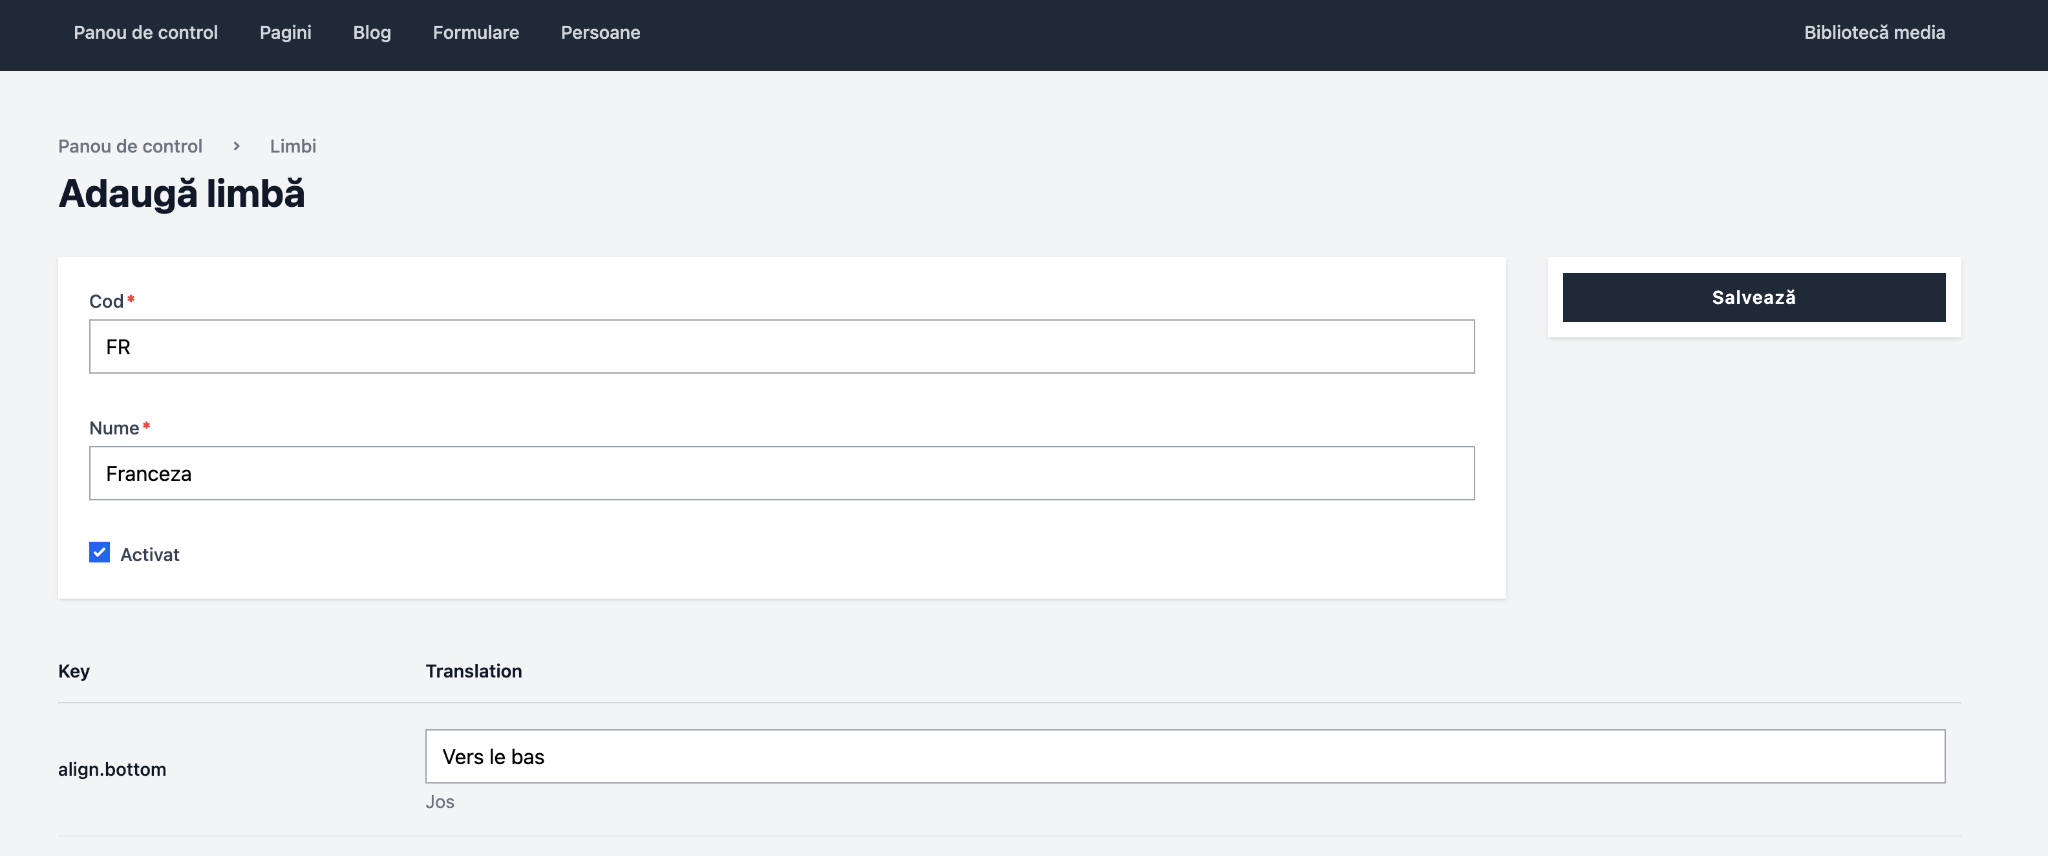 Panou de control Pagini Blog Formulare Persoane Bibliotecă media
Panou de control › Limbi
Adaugă limbă
Cod*
FR
Salvează
Nume*
Franceza
Activat
Key Translation
align.bottom
Vers le bas
Jos